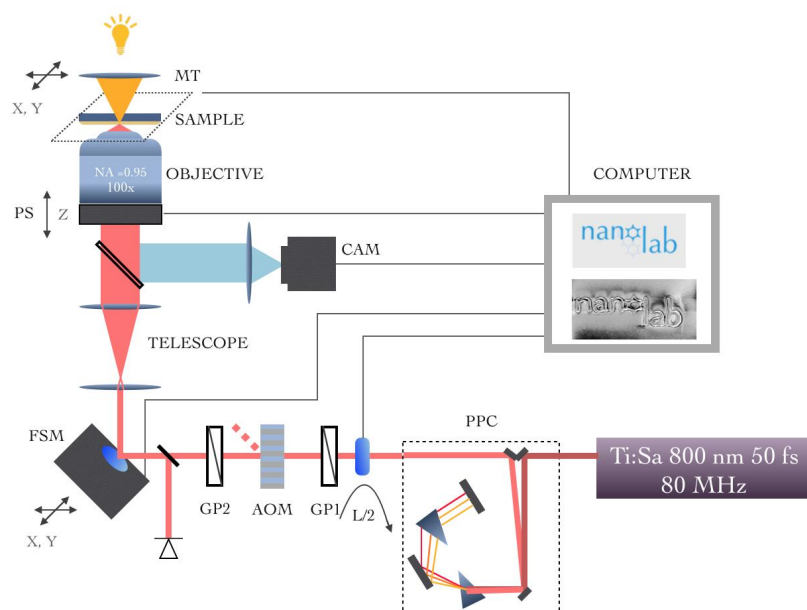 MT
X, Y
SAMPLE
NA =0.95
100x
OBJECTIVE
COMPUTER
PS
Z
nanolab
CAM
nanolab
TELESCOPE
FSM
PPC
Ti:Sa 800 nm 50 fs
80 MHz
GP2
AOM
GP1
L/2
X, Y